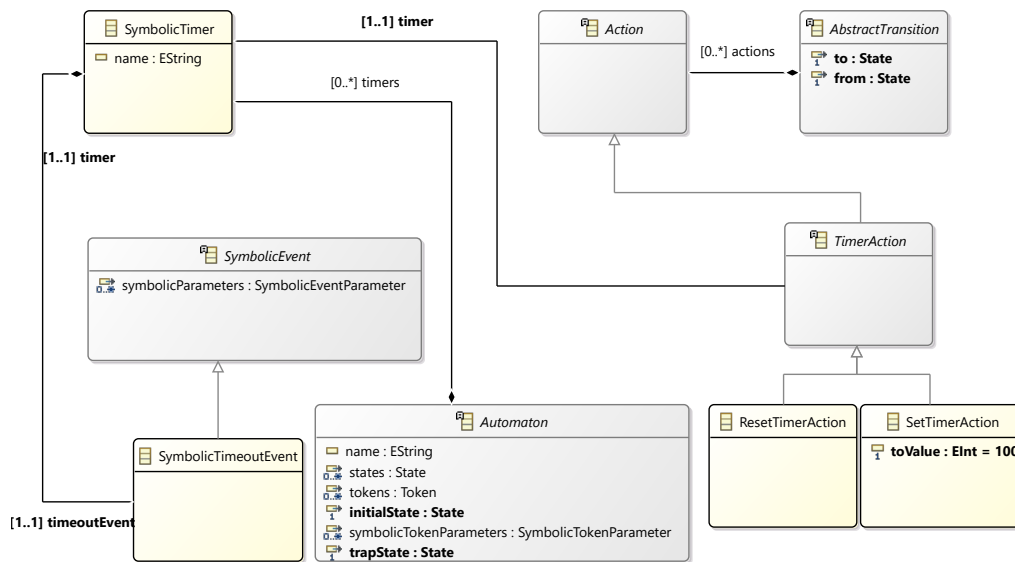 SymbolicTimer
name : EString
[1..1] timer
[0..*] timers
Action
[0..*] actions
AbstractTransition
to : State
from : State
[1..1] timer
SymbolicEvent
symbolicParameters : SymbolicEventParameter
TimerAction
SymbolicTimeoutEvent
[1..1] timeoutEvent
Automaton
name : EString
states : State
tokens : Token
initialState : State
symbolicTokenParameters : SymbolicTokenParameter
trapState : State
ResetTimerAction
SetTimerAction
toValue : EInt = 100